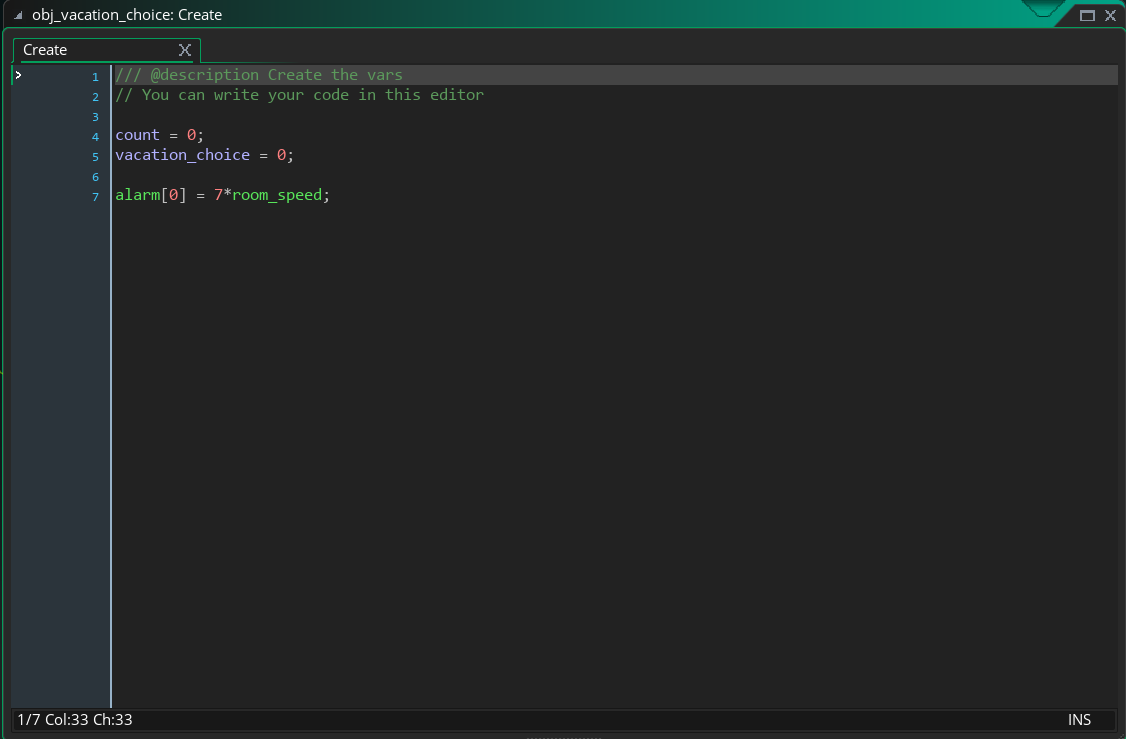 obj_vacation_choice: Create
Create
1 /// @description Create the vars
2 // You can write your code in this editor
3
4 count = 0;
5 vacation_choice = 0;
6
7 alarm[0] = 7*room_speed;
1/7 Col:33 Ch:33 INS